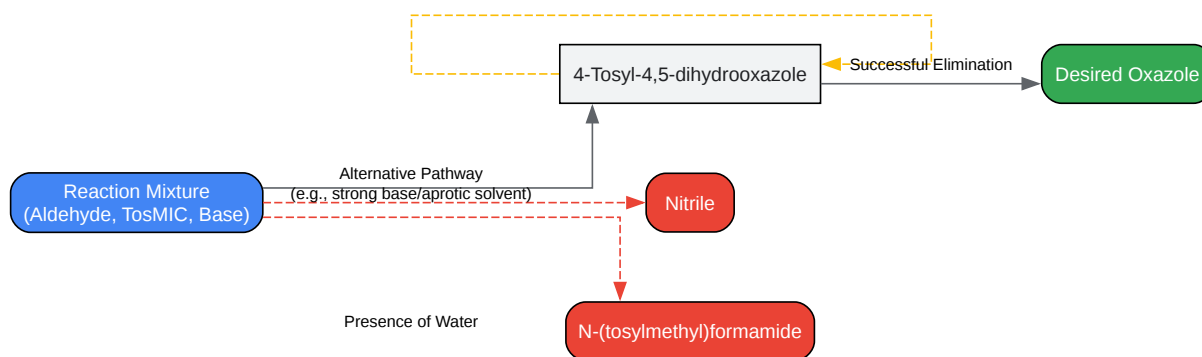 4-Tosyl-4,5-dihydrooxazole
Successful Elimination
Desired Oxazole
Reaction Mixture
(Aldehyde, TosMIC, Base)
Alternative Pathway
(e.g., strong base/aprotic solvent)
Nitrile
Presence of Water
N-(tosylmethyl)formamide